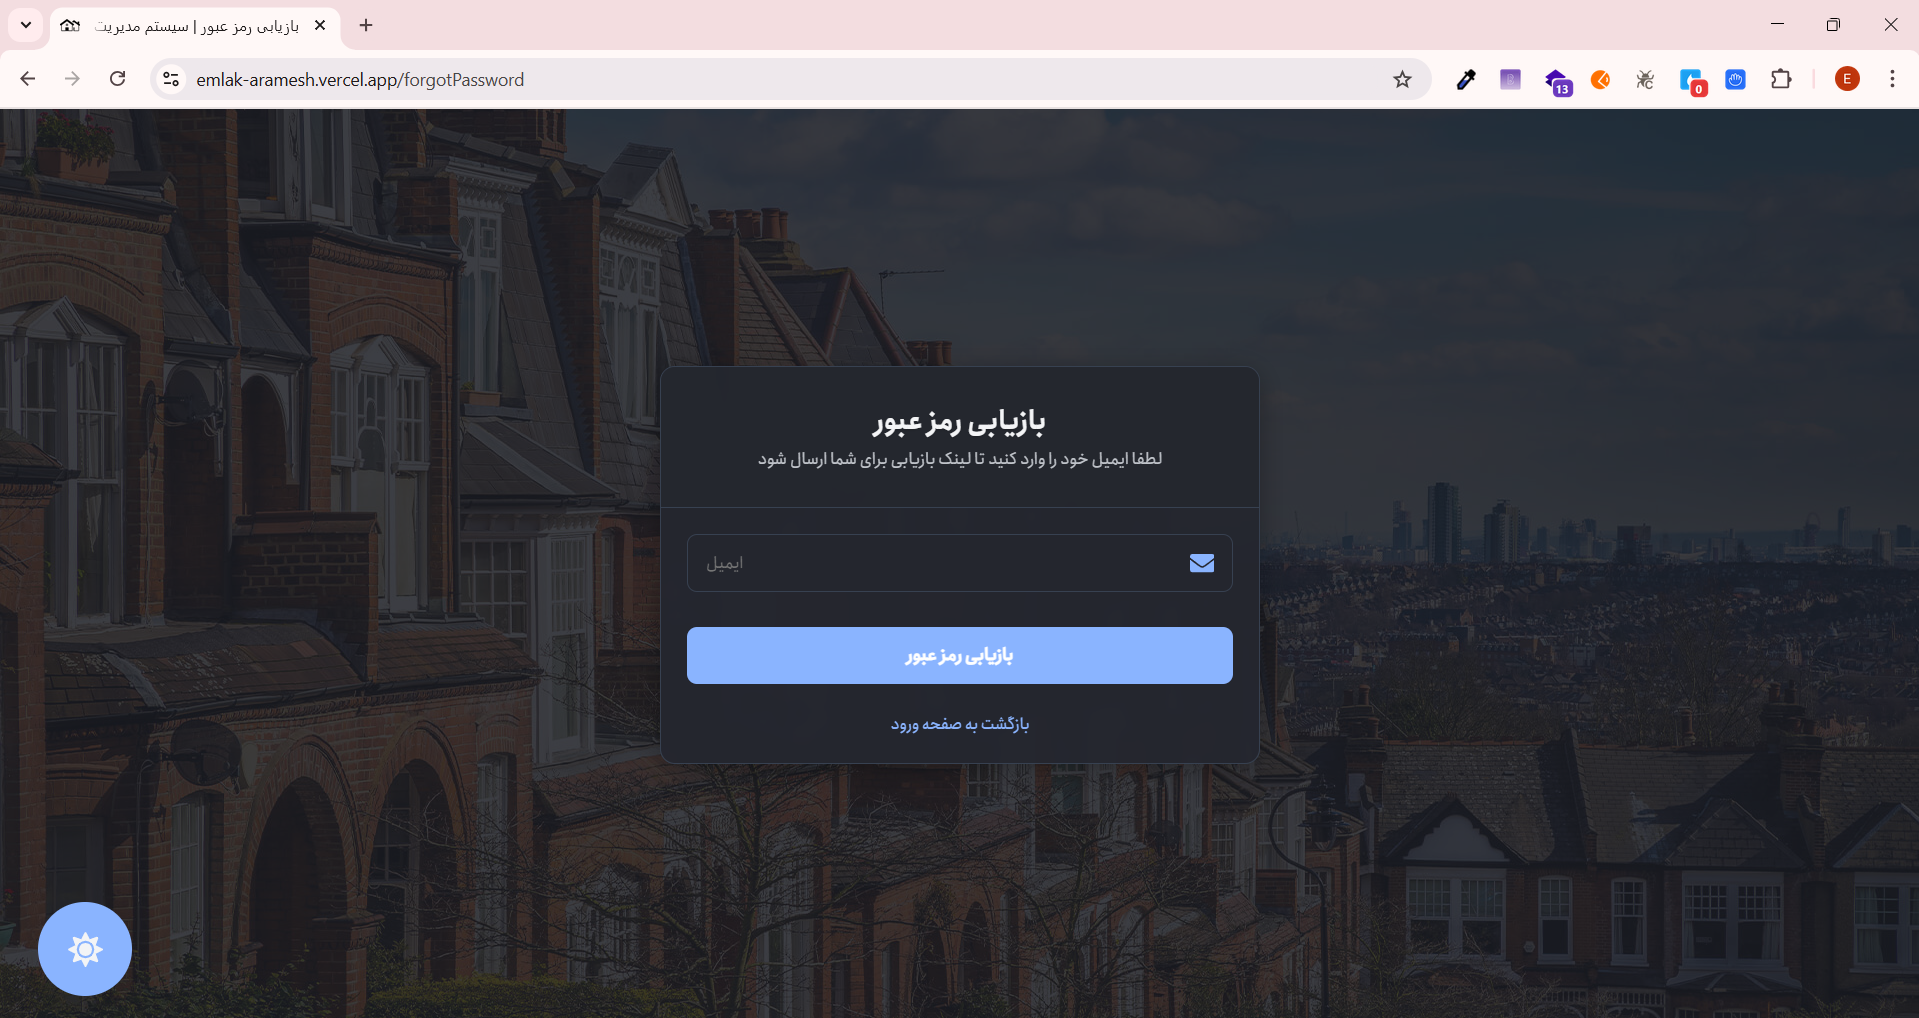 بازیابی رمز عبور | سیستم مدیریت
emlak-aramesh.vercel.app/forgotPassword
13
0
E
بازیابی رمز عبور
لطفا ایمیل خود را وارد کنید تا لینک بازیابی برای شما ارسال شود
ایمیل
بازیابی رمز عبور
بازگشت به صفحه ورود